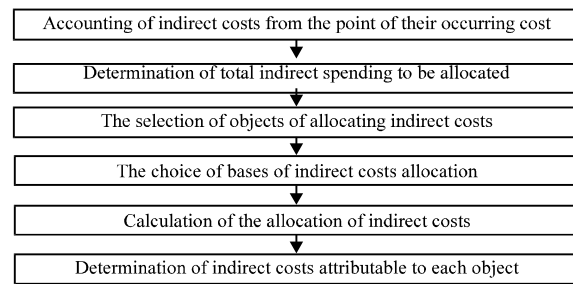 Accounting of indirect costs from the point of their occurring cost
Determination of total indirect spending to be allocated
The selection of objects of allocating indirect costs
The choice of bases of indirect costs allocation
Calculation of the allocation of indirect costs
Determination of indirect costs attributable to each object